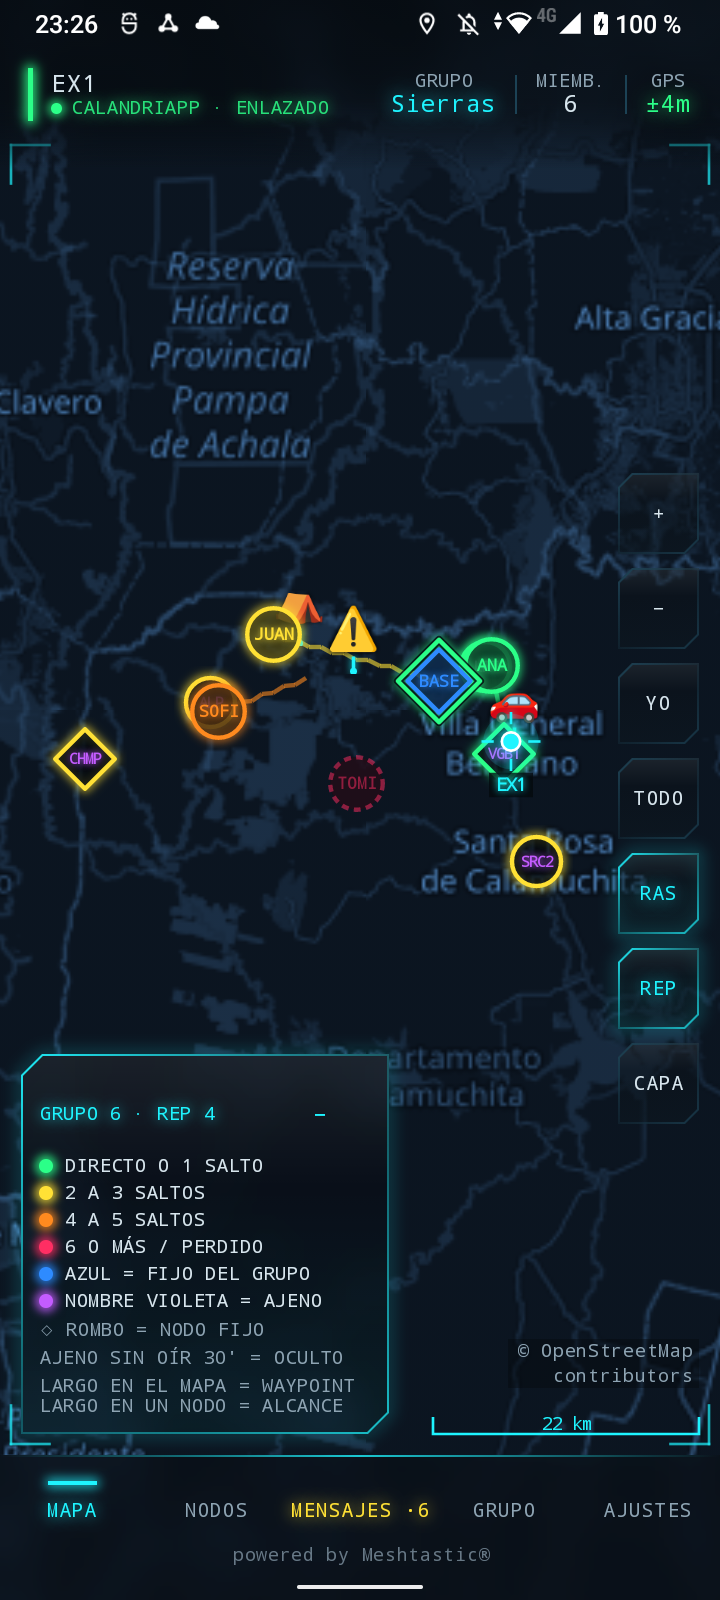 23:26
4G
100 %
EX1
CALANDRIAPP · ENLAZADO
GRUPO
Sierras
MIEMB.
6
GPS
±4m
Reserva
Hídrica
Provincial
Pampa
de Achala
Alta Graci
Clavero
+
−
YO
TODO
RAS
REP
CAPA
JUAN
BASE
ANA
SOFI
CHMP
TOMI
EX1
SRC2
Villa General
Belgrano
Santa Rosa
de Calamuchita
GRUPO 6 · REP 4
−
DIRECTO O 1 SALTO
2 A 3 SALTOS
4 A 5 SALTOS
6 O MÁS / PERDIDO
AZUL = FIJO DEL GRUPO
NOMBRE VIOLETA = AJENO
◇ ROMBO = NODO FIJO
AJENO SIN OÍR 30' = OCULTO
LARGO EN EL MAPA = WAYPOINT
LARGO EN UN NODO = ALCANCE
© OpenStreetMap
contributors
22 km
MAPA
NODOS
MENSAJES ·6
GRUPO
AJUSTES
powered by Meshtastic®